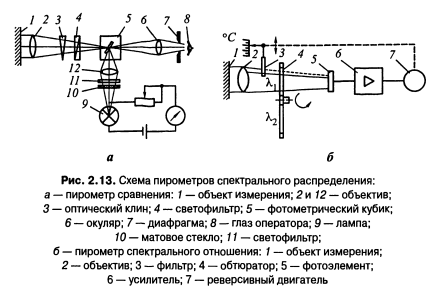 1 2 3 4 5 6 7 8
12
11
10
9
а
°C
1 2 3 4 5 6 7
λ1
λ2
б
Рис. 2.13. Схема пирометров спектрального распределения:
а — пирометр сравнения: 1 — объект измерения; 2 и 12 — объектив;
3 — оптический клин; 4 — светофильтр; 5 — фотометрический кубик;
6 — окуляр; 7 — диафрагма; 8 — глаз оператора; 9 — лампа;
10 — матовое стекло; 11 — светофильтр;
б — пирометр спектрального отношения: 1 — объект измерения;
2 — объектив; 3 — фильтр; 4 — обтюратор; 5 — фотоэлемент;
6 — усилитель; 7 — реверсивный двигатель